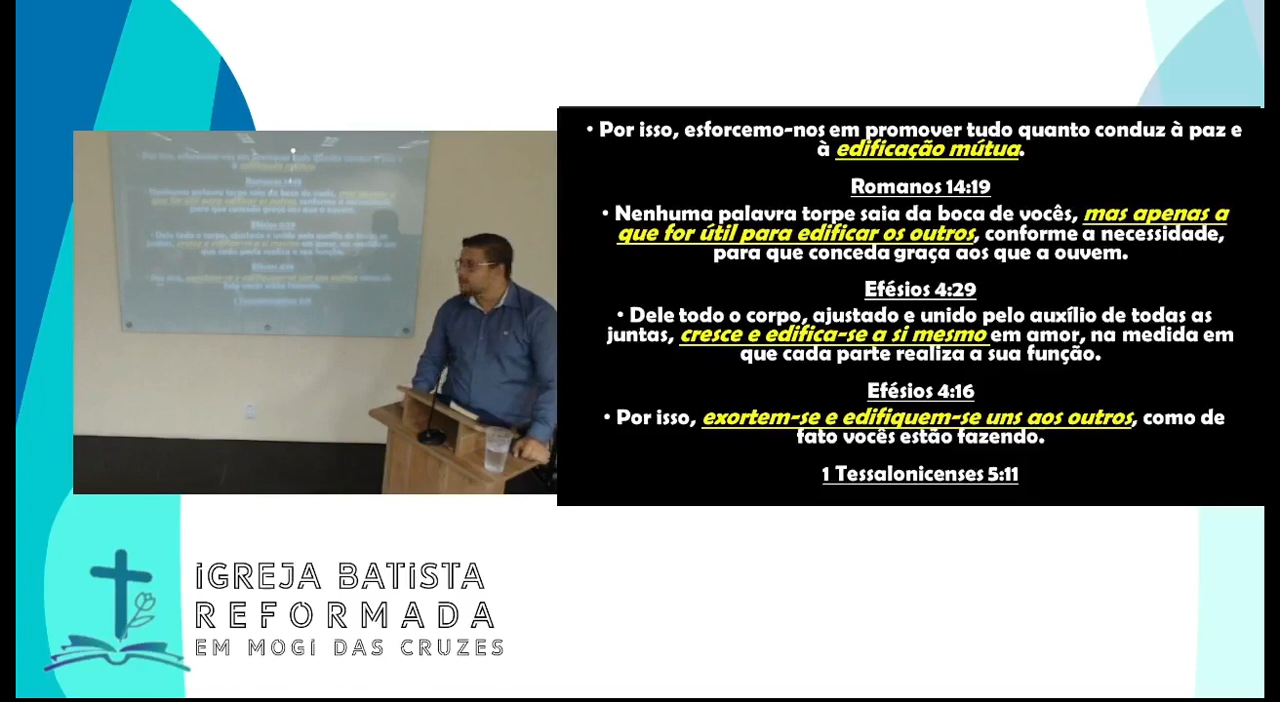 • Por isso, esforcemo-nos em promover tudo quanto conduz à paz e
à edificação mútua.
Romanos 14:19
• Nenhuma palavra torpe saia da boca de vocês, mas apenas a
que for útil para edificar os outros, conforme a necessidade,
para que conceda graça aos que a ouvem.
Efésios 4:29
• Dele todo o corpo, ajustado e unido pelo auxílio de todas as
juntas, cresce e edifica-se a si mesmo em amor, na medida em
que cada parte realiza a sua função.
Efésios 4:16
• Por isso, exortem-se e edifiquem-se uns aos outros, como de
fato vocês estão fazendo.
1 Tessalonicenses 5:11
IGREJA BATISTA
REFORMADA
EM MOGI DAS CRUZES